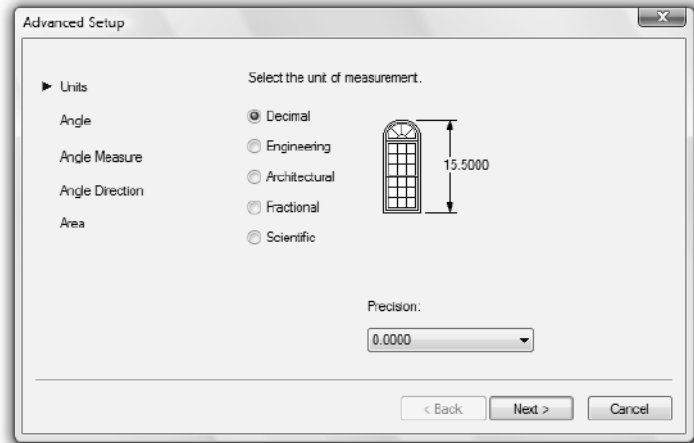 Advanced Setup
Units
Angle
Angle Measure
Angle Direction
Area
Select the unit of measurement.
Decimal
Engineering
Architectural
Fractional
Scientific
15.5000
Precision:
0.0000
< Back
Next >
Cancel